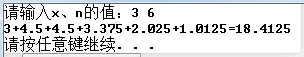 请输入x、n的值：3 6
3+4.5+4.5+3.375+2.025+1.0125=18.4125
请按任意键继续. . .